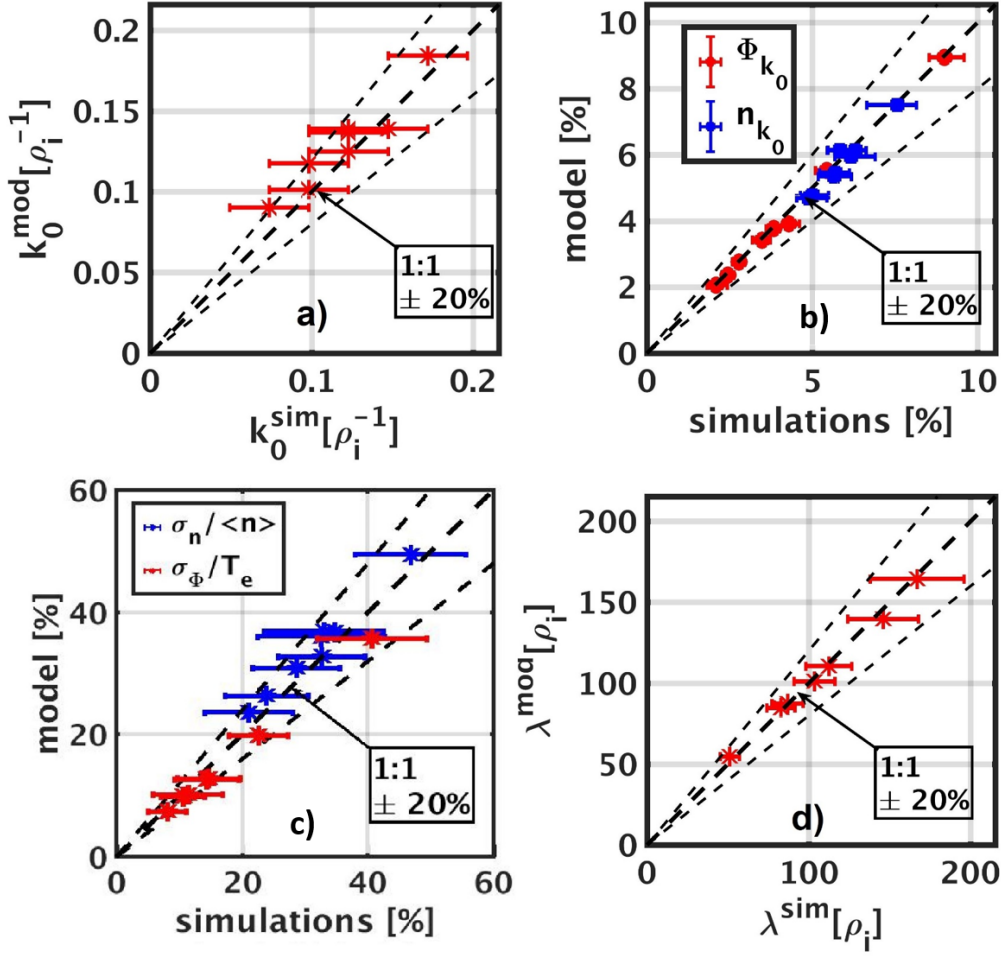 0.2
0.15
0.1
0.05
0
k₀ᵐᵒᵈ[ρᵢ⁻¹]
1:1
± 20%
a)
0
0.1
0.2
k₀ˢⁱᵐ[ρᵢ⁻¹]
10
8
6
4
2
0
model [%]
Φₖ₀
nₖ₀
1:1
± 20%
b)
0
5
10
simulations [%]
60
40
20
0
model [%]
σₙ/<n>
σ_Φ/Tₑ
1:1
± 20%
c)
0
20
40
60
simulations [%]
200
150
100
50
0
λᵐᵒᵈ[ρᵢ]
1:1
± 20%
d)
0
100
200
λˢⁱᵐ[ρᵢ]